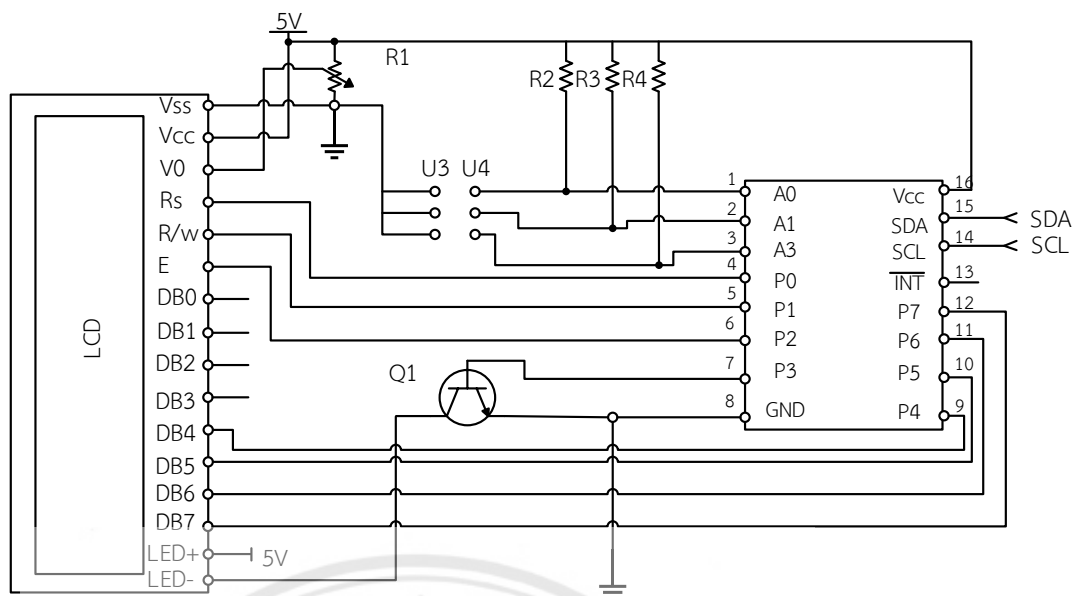 5V
R1
R2
R3
R4
LCD
Vss
Vcc
V0
Rs
R/w
E
DB0
DB1
DB2
DB3
DB4
DB5
DB6
DB7
LED+
LED-
5V
U3
U4
Q1
1
2
3
4
5
6
7
8
A0
A1
A3
P0
P1
P2
P3
GND
Vcc
SDA
SCL
INT
P7
P6
P5
P4
16
15
14
13
12
11
10
9
SDA
SCL